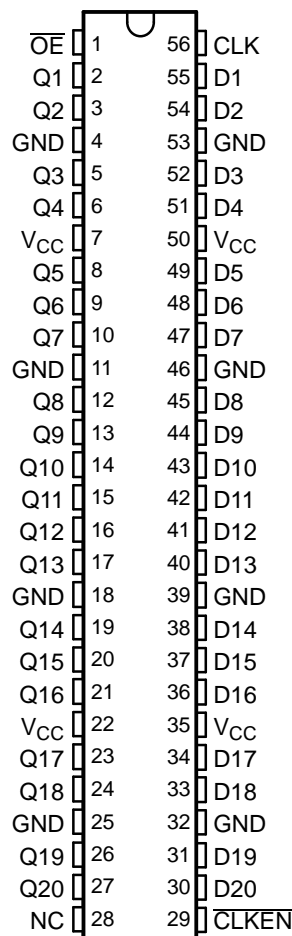 OE 1 56 CLK
Q1 2 55 D1
Q2 3 54 D2
GND 4 53 GND
Q3 5 52 D3
Q4 6 51 D4
VCC 7 50 VCC
Q5 8 49 D5
Q6 9 48 D6
Q7 10 47 D7
GND 11 46 GND
Q8 12 45 D8
Q9 13 44 D9
Q10 14 43 D10
Q11 15 42 D11
Q12 16 41 D12
Q13 17 40 D13
GND 18 39 GND
Q14 19 38 D14
Q15 20 37 D15
Q16 21 36 D16
VCC 22 35 VCC
Q17 23 34 D17
Q18 24 33 D18
GND 25 32 GND
Q19 26 31 D19
Q20 27 30 D20
NC 28 29 CLKEN